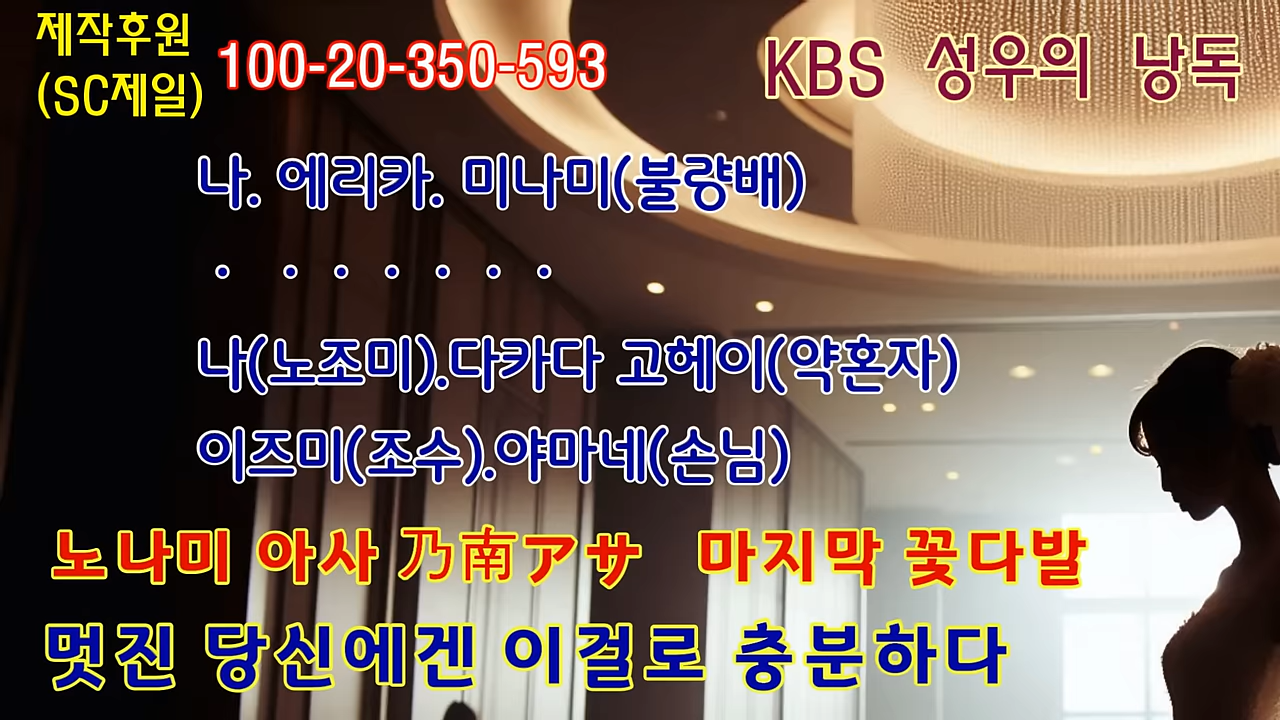 제작후원
(SC제일)
100-20-350-593
KBS 성우의 낭독
나. 에리카. 미나미(불량배)
. . . . . . .
나(노조미).다카다 고헤이(약혼자)
이즈미(조수).야마네(손님)
노나미 아사 乃南アサ 마지막 꽃다발
멋진 당신에겐 이걸로 충분하다